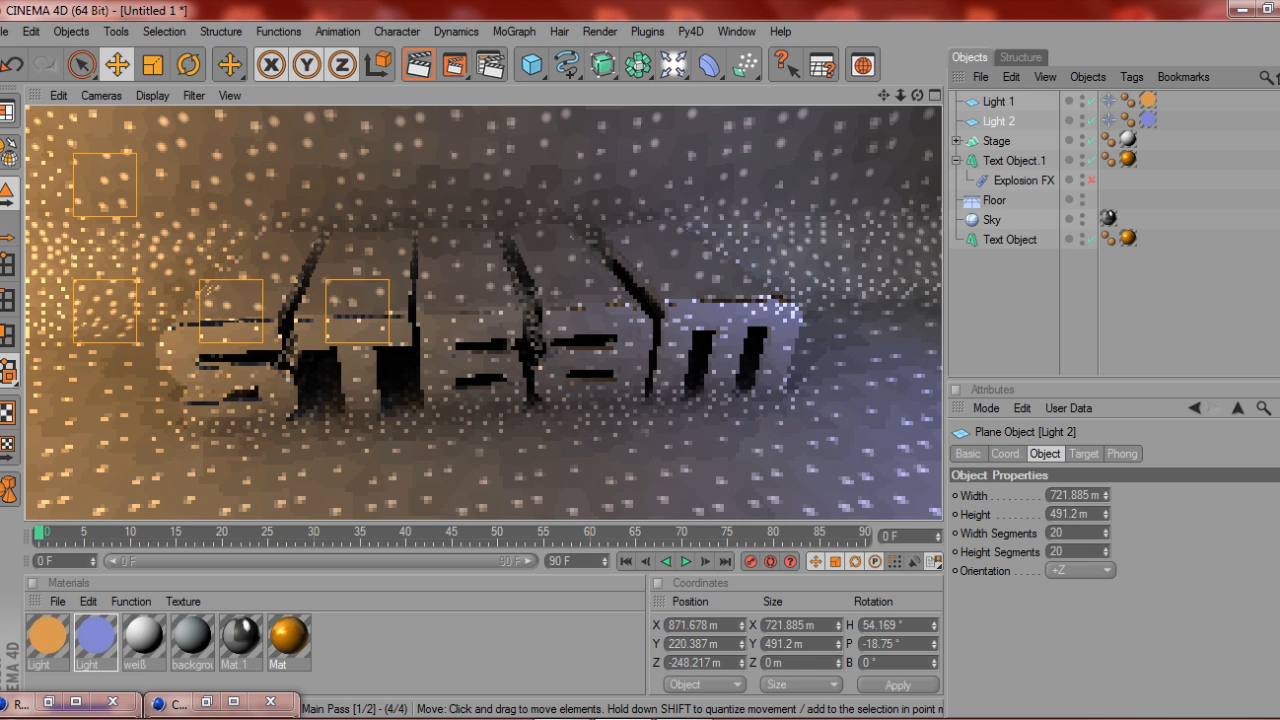 CINEMA 4D (64 Bit) - [Untitled 1 *]
Edit Objects Tools Selection Structure Functions Animation Character Dynamics MoGraph Hair Render Plugins Py4D Window Help
X Y Z
Objects Structure
File Edit View Objects Tags Bookmarks
Edit Cameras Display Filter View
Light 1
Light 2
Stage
Text Object.1
Explosion FX
Floor
Sky
Text Object
Attributes
Mode Edit User Data
Plane Object [Light 2]
Basic Coord. Object Target Phong
Object Properties
Width 721.885 m
Height 491.2 m
Width Segments 20
Height Segments 20
Orientation +Z
0 5 10 15 20 25 30 35 40 45 50 55 60 65 70 75 80 85 90 0 F
0 F 0 F 90 F 90 F
Materials
File Edit Function Texture
Light Light weiß backgrou Mat.1 Mat
Coordinates
Position Size Rotation
X 871.678 m X 721.885 m H 54.169 °
Y 220.387 m Y 491.2 m P -18.75 °
Z -248.217 m Z 0 m B 0 °
Object Size Apply
CINEMA 4D
R... C...
Main Pass [1/2] - (4/4) Move: Click and drag to move elements. Hold down SHIFT to quantize movement / add to the selection in point m